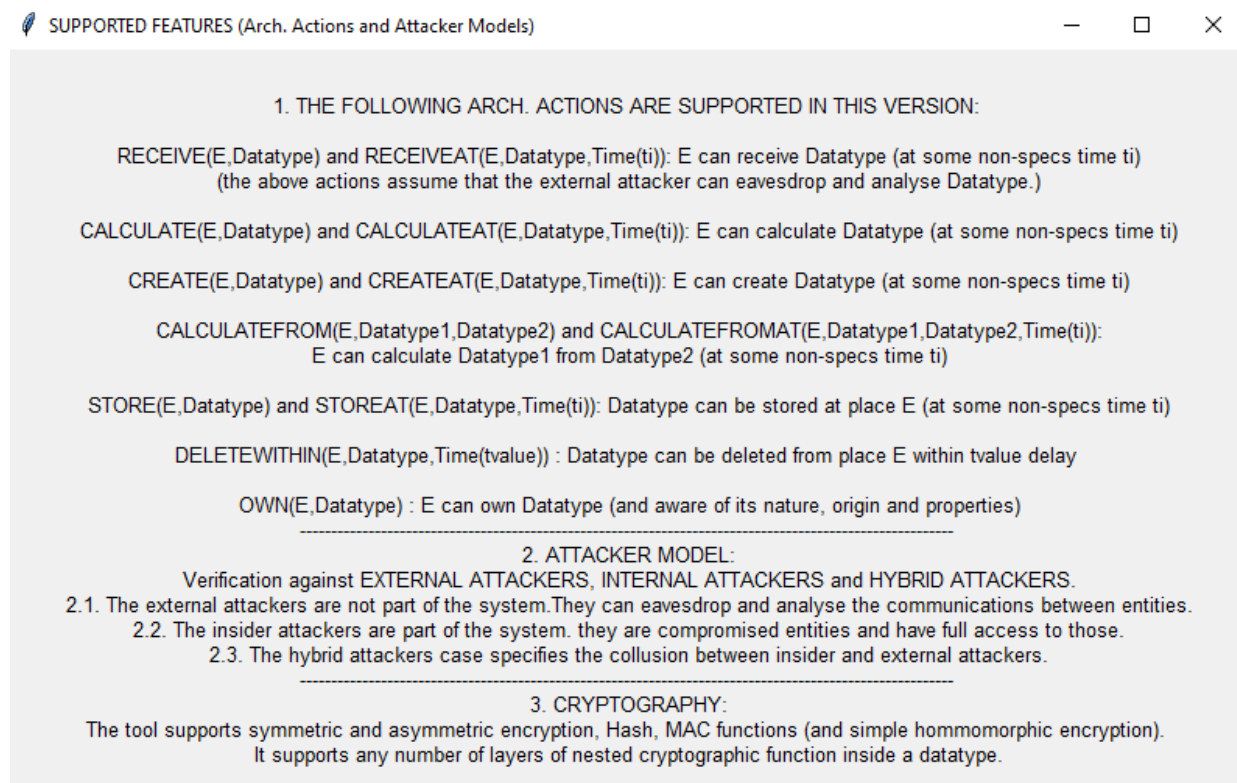 SUPPORTED FEATURES (Arch. Actions and Attacker Models)
1. THE FOLLOWING ARCH. ACTIONS ARE SUPPORTED IN THIS VERSION:
RECEIVE(E,Datatype) and RECEIVEAT(E,Datatype,Time(ti)): E can receive Datatype (at some non-specs time ti)
(the above actions assume that the external attacker can eavesdrop and analyse Datatype.)
CALCULATE(E,Datatype) and CALCULATEAT(E,Datatype,Time(ti)): E can calculate Datatype (at some non-specs time ti)
CREATE(E,Datatype) and CREATEAT(E,Datatype,Time(ti)): E can create Datatype (at some non-specs time ti)
CALCULATEFROM(E,Datatype1,Datatype2) and CALCULATEFROMAT(E,Datatype1,Datatype2,Time(ti)):
E can calculate Datatype1 from Datatype2 (at some non-specs time ti)
STORE(E,Datatype) and STOREAT(E,Datatype,Time(ti)): Datatype can be stored at place E (at some non-specs time ti)
DELETEWITHIN(E,Datatype,Time(tvalue)) : Datatype can be deleted from place E within tvalue delay
OWN(E,Datatype) : E can own Datatype (and aware of its nature, origin and properties)
2. ATTACKER MODEL:
Verification against EXTERNAL ATTACKERS, INTERNAL ATTACKERS and HYBRID ATTACKERS.
2.1. The external attackers are not part of the system.They can eavesdrop and analyse the communications between entities.
2.2. The insider attackers are part of the system. they are compromised entities and have full access to those.
2.3. The hybrid attackers case specifies the collusion between insider and external attackers.
3. CRYPTOGRAPHY:
The tool supports symmetric and asymmetric encryption, Hash, MAC functions (and simple hommomorphic encryption).
It supports any number of layers of nested cryptographic function inside a datatype.